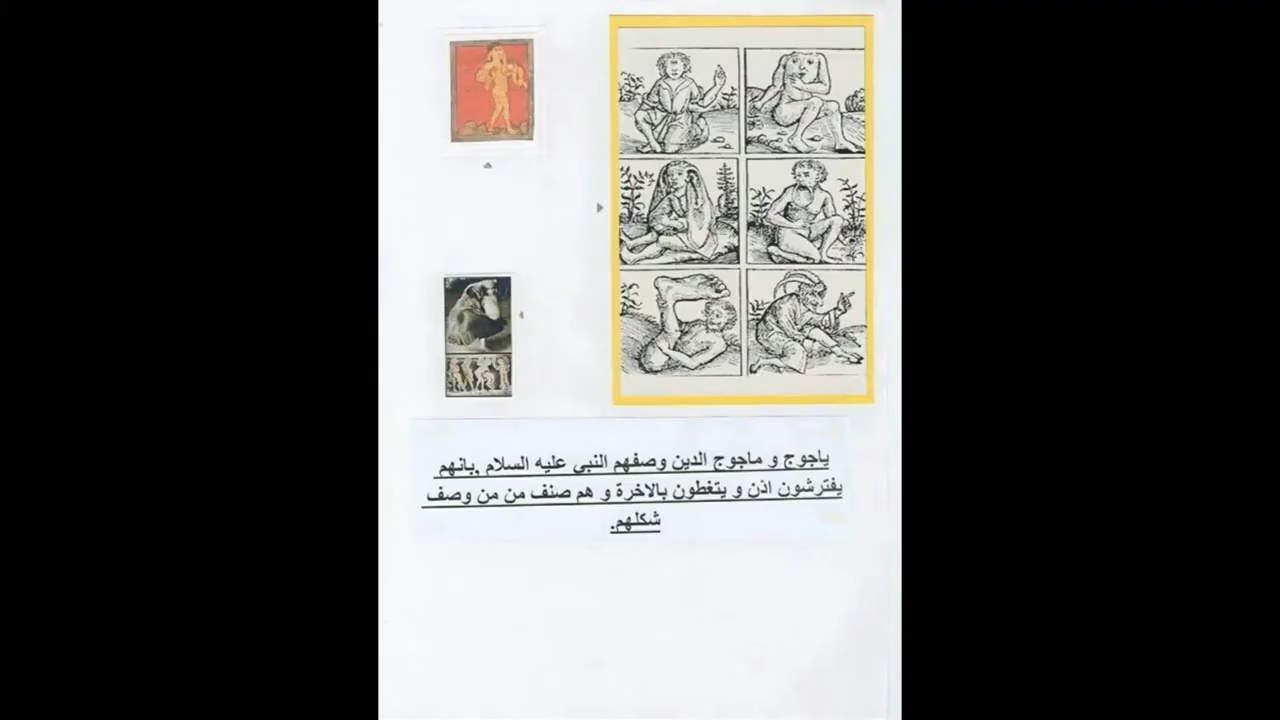 ياجوج و ماجوج الدين وصفهم النبي عليه السلام ,بانهم
يفترشون اذن و يتغطون بالاخرة و هم صنف من من وصف
شكلهم.